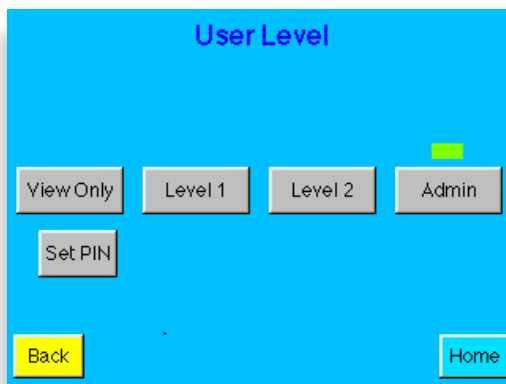 User Level
View Only
Level 1
Level 2
Admin
Set PIN
Back
Home